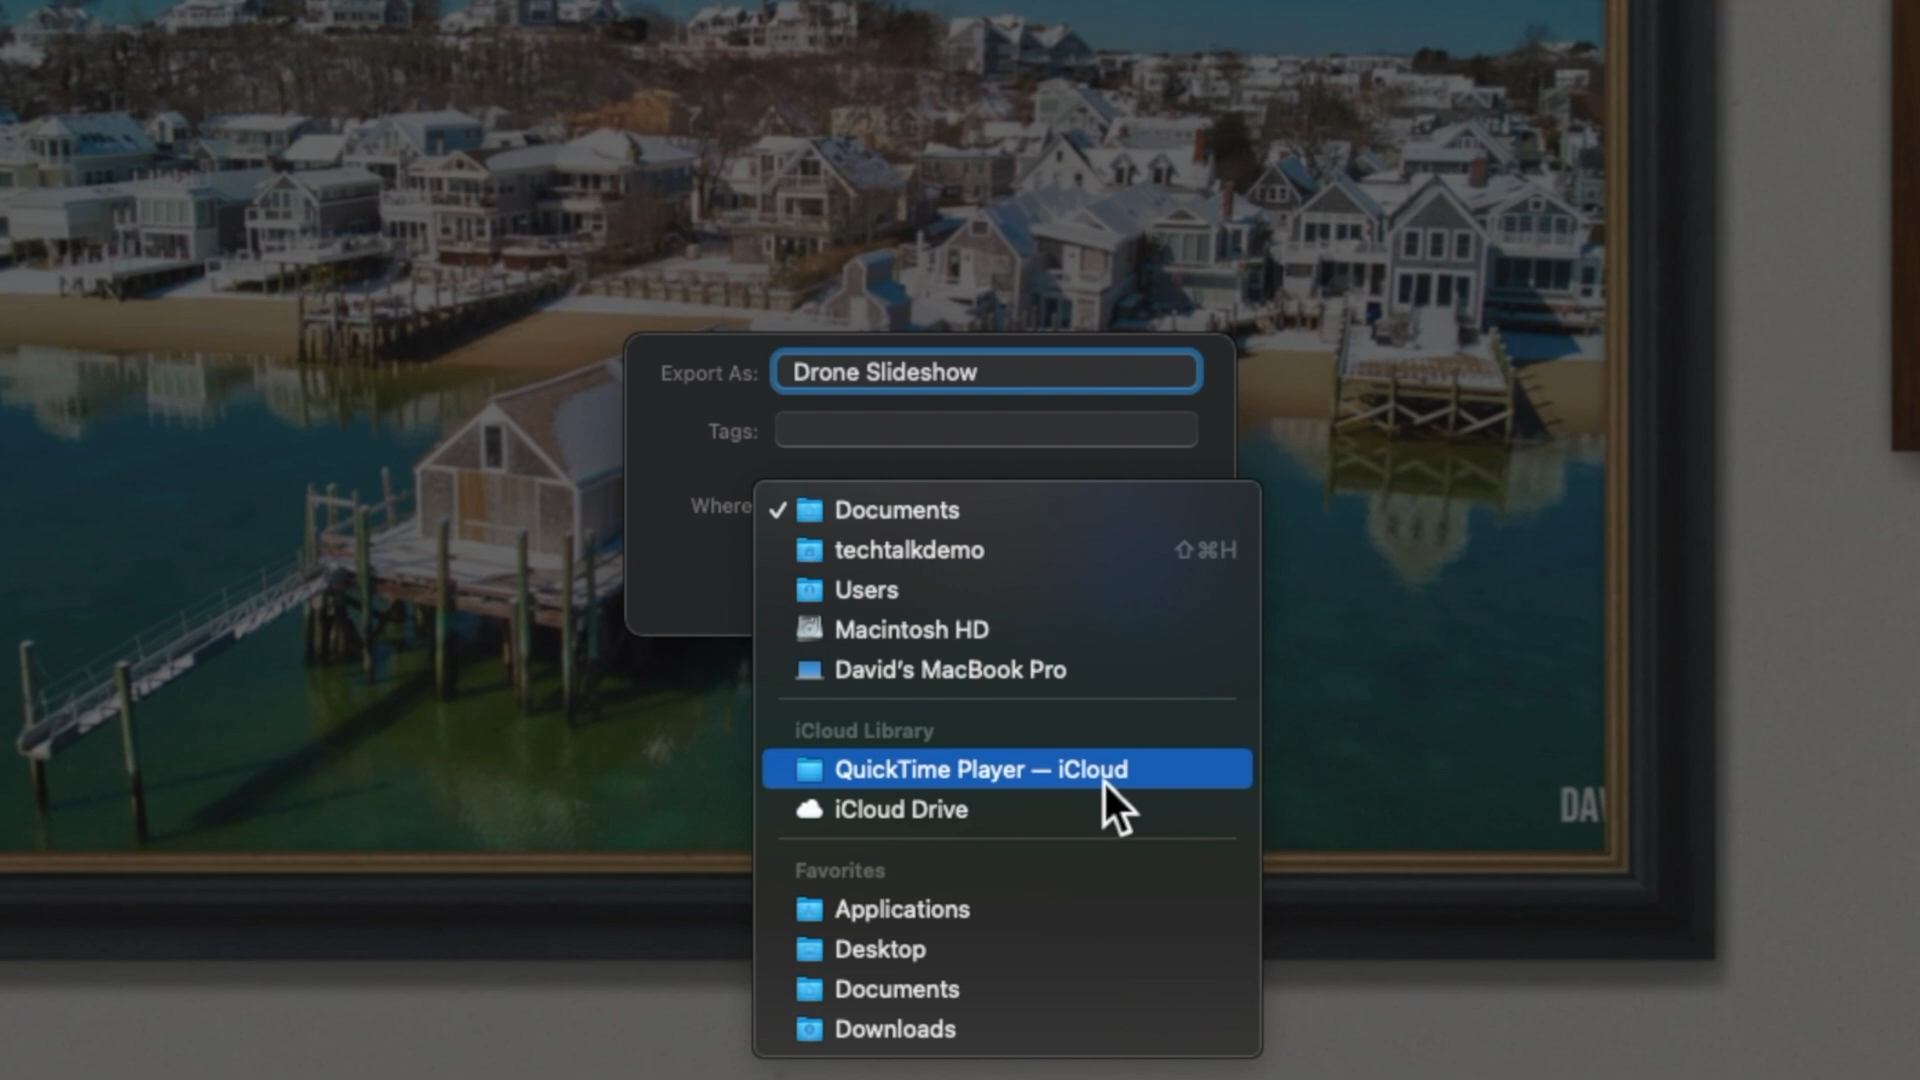 Export As: Drone Slideshow
Tags:
Where
✓ Documents
techtalkdemo ⇧⌘H
Users
Macintosh HD
David’s MacBook Pro
iCloud Library
QuickTime Player — iCloud
iCloud Drive
Favorites
Applications
Desktop
Documents
Downloads